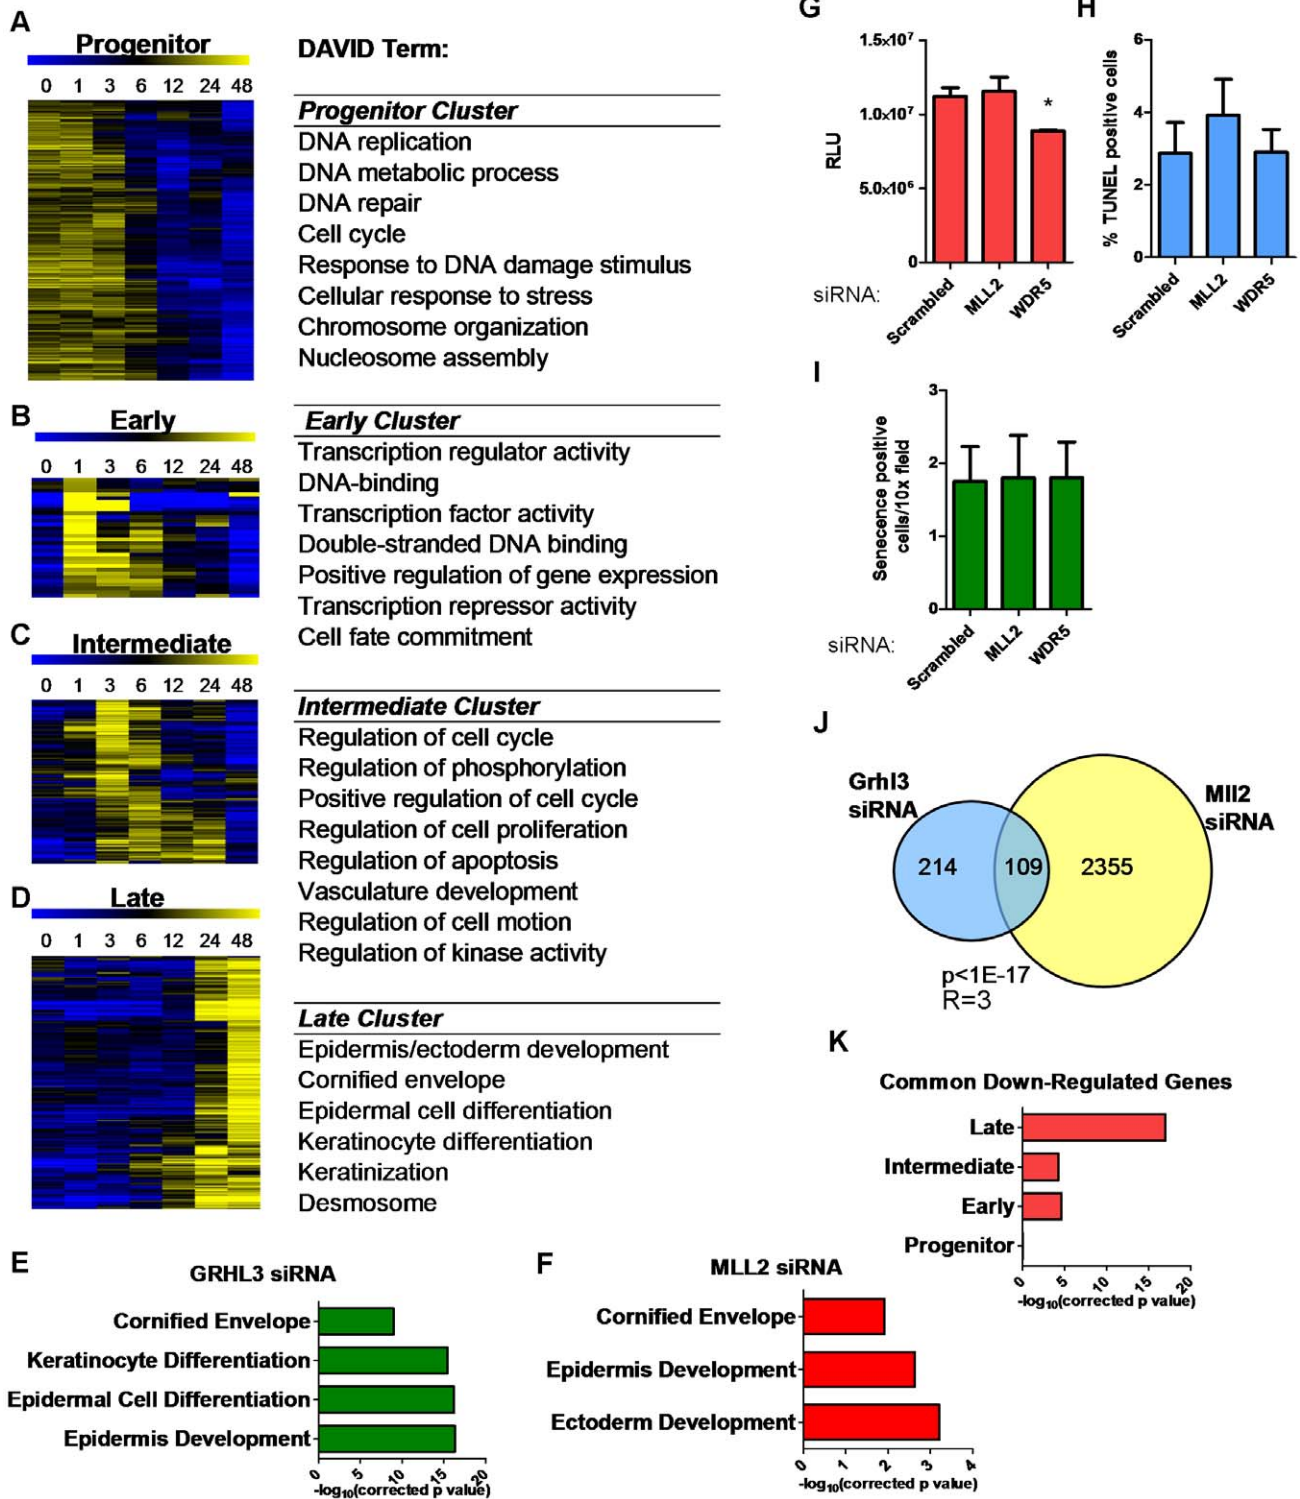 A
Progenitor
0 1 3 6 12 24 48
DAVID Term:
Progenitor Cluster
DNA replication
DNA metabolic process
DNA repair
Cell cycle
Response to DNA damage stimulus
Cellular response to stress
Chromosome organization
Nucleosome assembly
B
Early
0 1 3 6 12 24 48
Early Cluster
Transcription regulator activity
DNA-binding
Transcription factor activity
Double-stranded DNA binding
Positive regulation of gene expression
Transcription repressor activity
Cell fate commitment
C
Intermediate
0 1 3 6 12 24 48
Intermediate Cluster
Regulation of cell cycle
Regulation of phosphorylation
Positive regulation of cell cycle
Regulation of cell proliferation
Regulation of apoptosis
Vasculature development
Regulation of cell motion
Regulation of kinase activity
D
Late
0 1 3 6 12 24 48
Late Cluster
Epidermis/ectoderm development
Cornified envelope
Epidermal cell differentiation
Keratinocyte differentiation
Keratinization
Desmosome
E
GRHL3 siRNA
Cornified Envelope
Keratinocyte Differentiation
Epidermal Cell Differentiation
Epidermis Development
0 5 10 15 20
-log10(corrected p value)
F
MLL2 siRNA
Cornified Envelope
Epidermis Development
Ectoderm Development
0 1 2 3 4
-log10(corrected p value)
G
1.5×10⁷
1.0×10⁷
5.0×10⁶
0
RLU
*
siRNA:
Scrambled
MLL2
WDR5
H
6
4
2
0
% TUNEL positive cells
Scrambled
MLL2
WDR5
I
3
2
1
0
Senecence positive
cells/10x field
siRNA:
Scrambled
MLL2
WDR5
J
Grhl3
siRNA
Mll2
siRNA
214 109 2355
p<1E-17
R=3
K
Common Down-Regulated Genes
Late
Intermediate
Early
Progenitor
0 5 10 15 20
-log10(corrected p value)